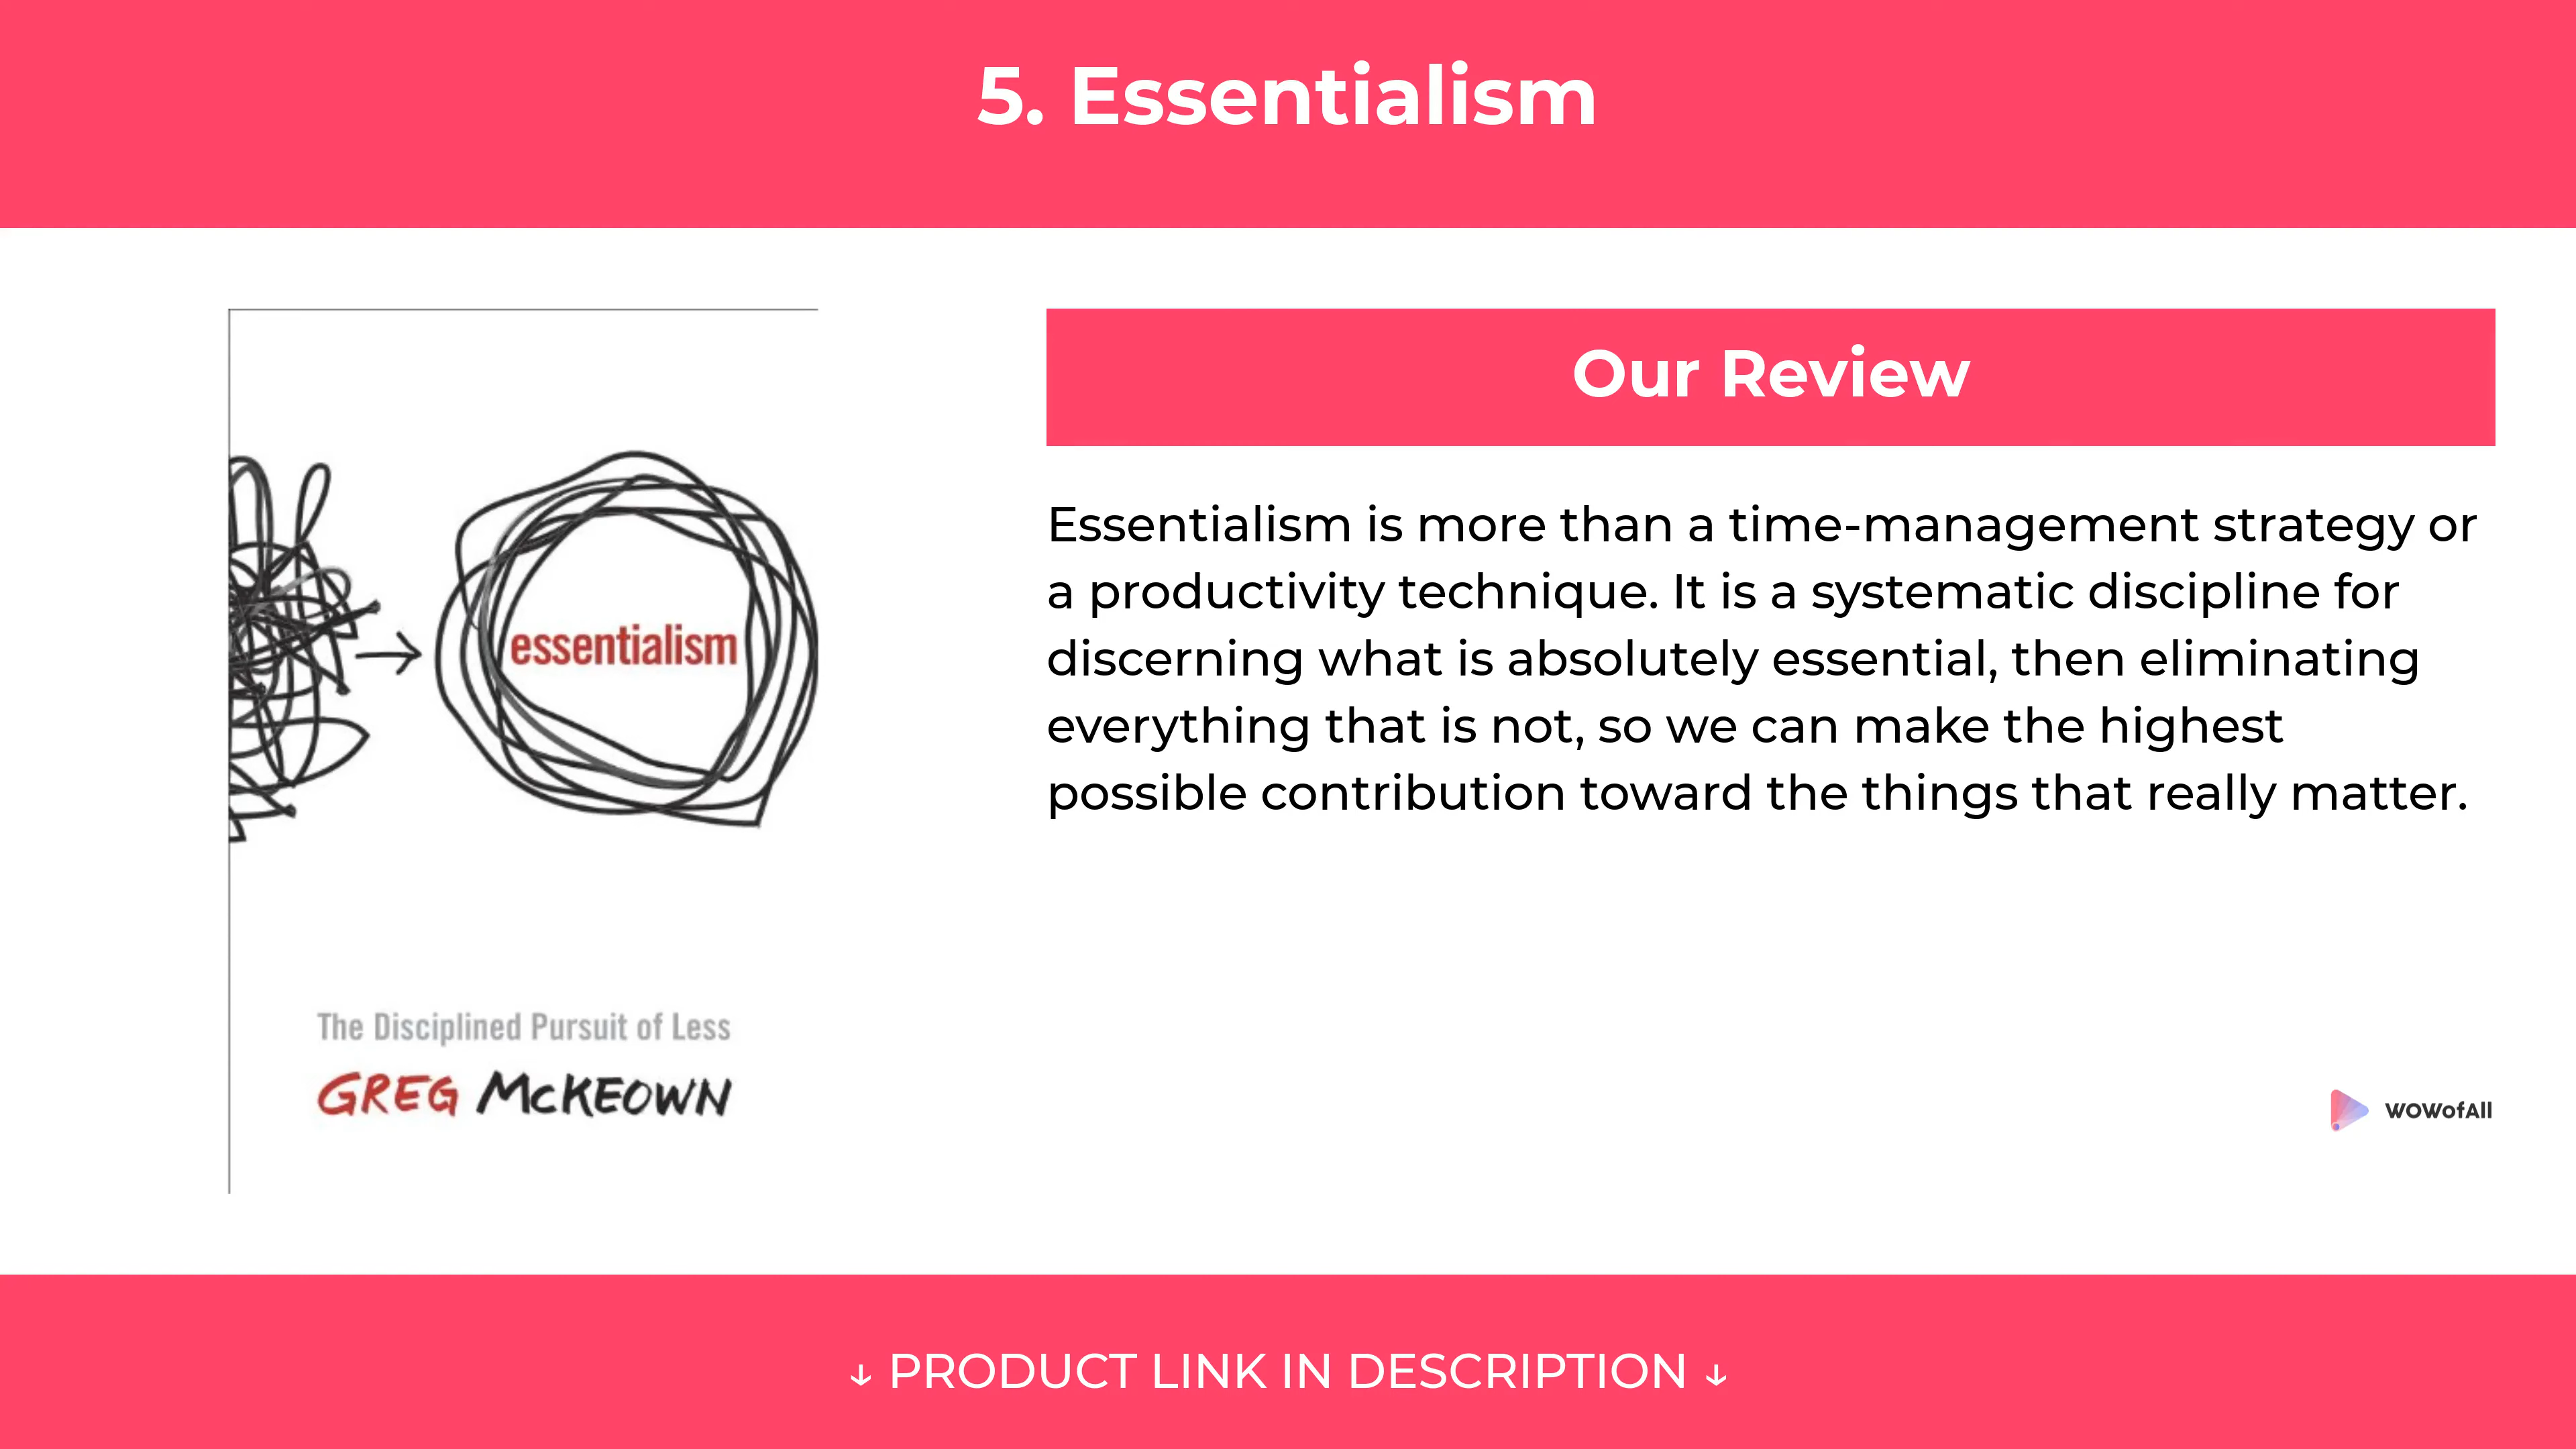 5. Essentialism
essentialism
The Disciplined Pursuit of Less
GREG McKEOWN
Our Review
Essentialism is more than a time-management strategy or
a productivity technique. It is a systematic discipline for
discerning what is absolutely essential, then eliminating
everything that is not, so we can make the highest
possible contribution toward the things that really matter.
WOWofAll
↓ PRODUCT LINK IN DESCRIPTION ↓